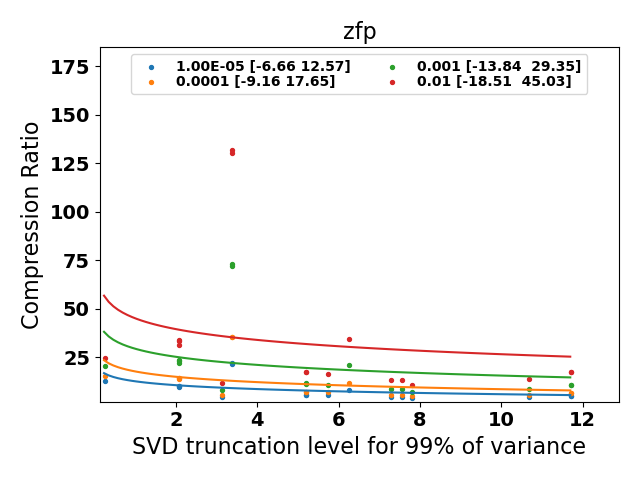 zfp
1.00E-05 [-6.66 12.57]
0.0001 [-9.16 17.65]
0.001 [-13.84  29.35]
0.01 [-18.51  45.03]
Compression Ratio
175
150
125
100
75
50
25
2 4 6 8 10 12
SVD truncation level for 99% of variance